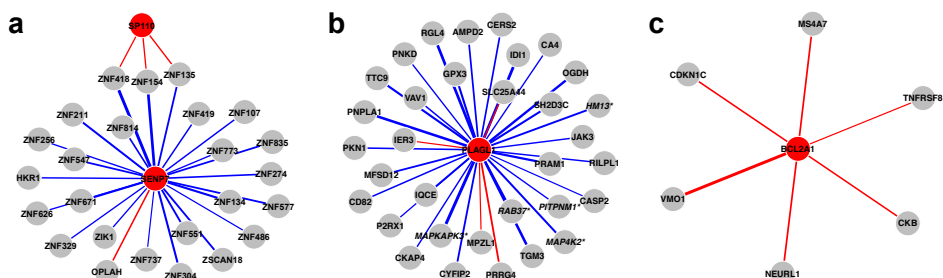 a
b
c
SP110
ZNF418
ZNF154
ZNF135
ZNF211
ZNF814
ZNF419
ZNF107
ZNF256
ZNF547
ZNF773
ZNF835
HKR1
SENP7
ZNF274
ZNF626
ZNF671
ZNF134
ZNF577
ZNF329
ZIK1
ZNF551
ZNF486
OPLAH
ZNF737
ZNF304
ZSCAN18
RGL4
AMPD2
CERS2
PNKD
IDI1
CA4
TTC9
GPX3
SLC25A44
OGDH
PNPLA1
VAV1
SH2D3C
HM13*
PKN1
IER3
JAK3
MFSD12
PRAM1
RILPL1
CD82
IQCE
PITPNM1*
CASP2
P2RX1
RAB37*
MAPKAPK3*
MPZL1
MAP4K2*
CKAP4
TGM3
CYFIP2
PRRG4
MS4A7
CDKN1C
TNFRSF8
BCL2A1
VMO1
CKB
NEURL1